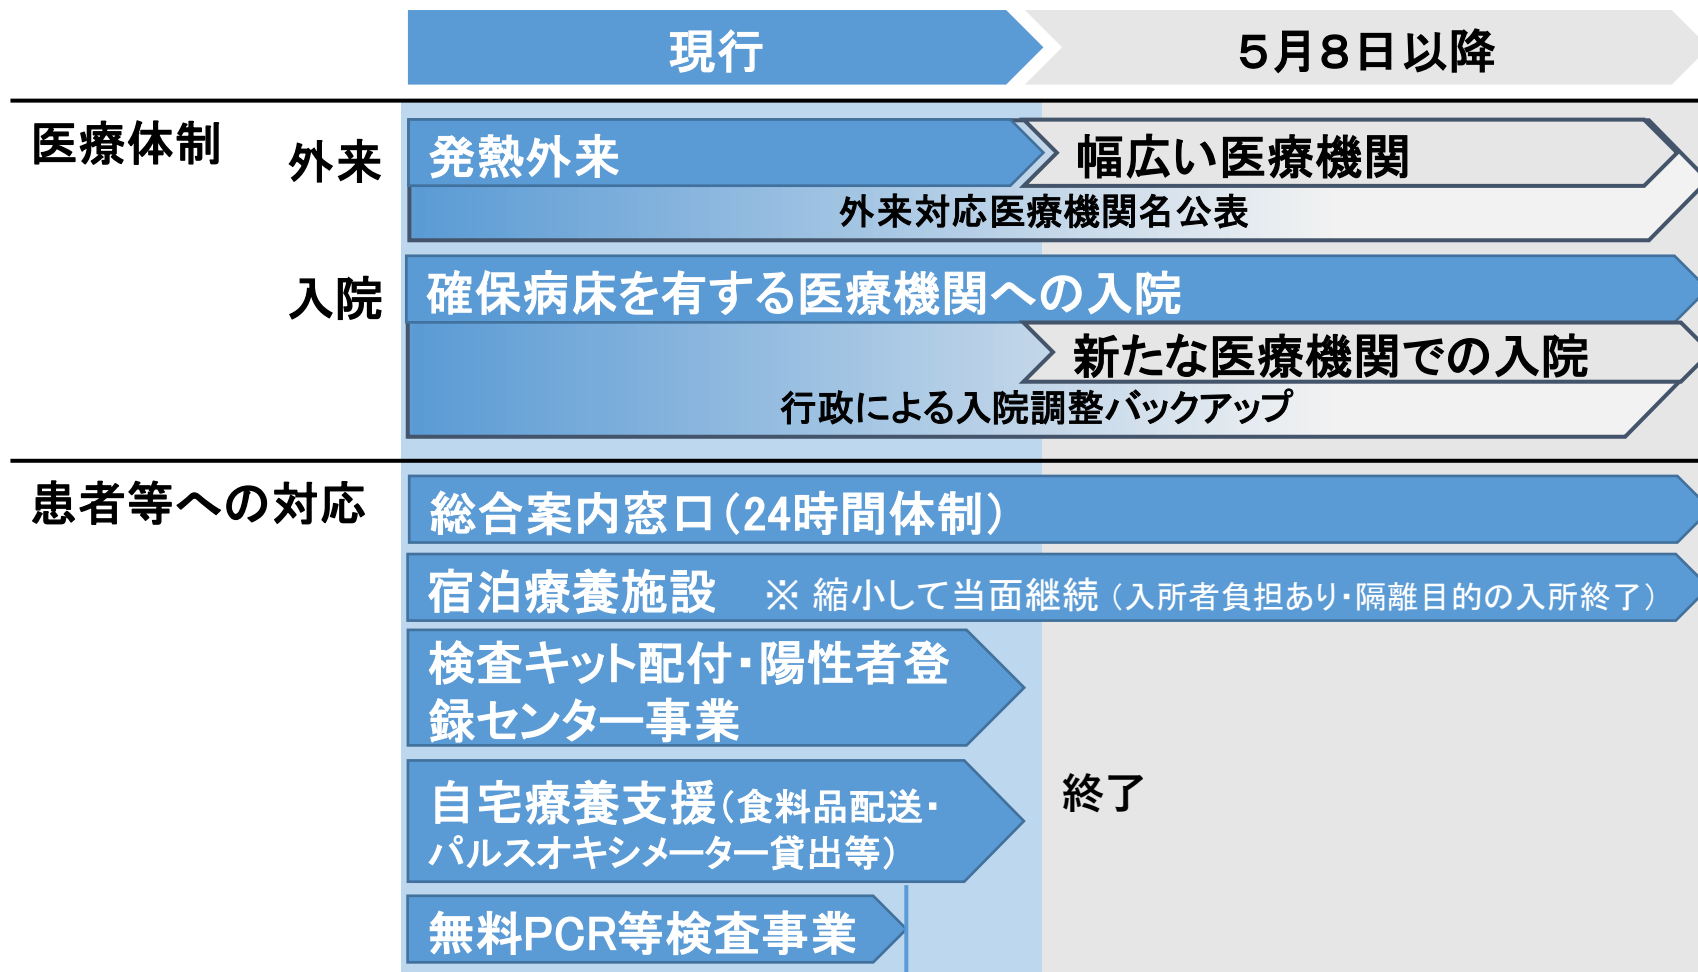 現行
５月８日以降
医療体制
外来
発熱外来
幅広い医療機関
外来対応医療機関名公表
入院
確保病床を有する医療機関への入院
新たな医療機関での入院
行政による入院調整バックアップ
患者等への対応
総合案内窓口（24時間体制）
宿泊療養施設　※ 縮小して当面継続（入所者負担あり・隔離目的の入所終了）
検査キット配付・陽性者登
録センター事業
自宅療養支援（食料品配送・
パルスオキシメーター貸出等）
終了
無料PCR等検査事業